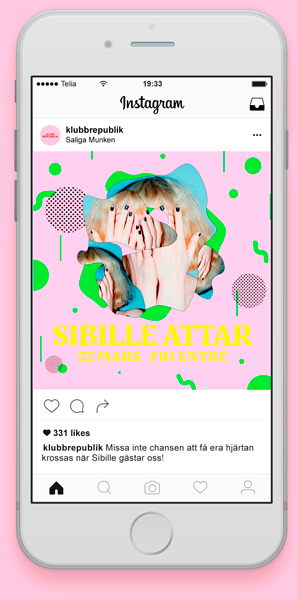 Telia
19:33
Instagram
klubbrepublik
Saliga Munken
SIBILLE ATTAR
22 MARS FRI ENTRÉ
331 likes
klubbrepublik Missa inte chansen att få era hjärtan
krossas när Sibille gästar oss!